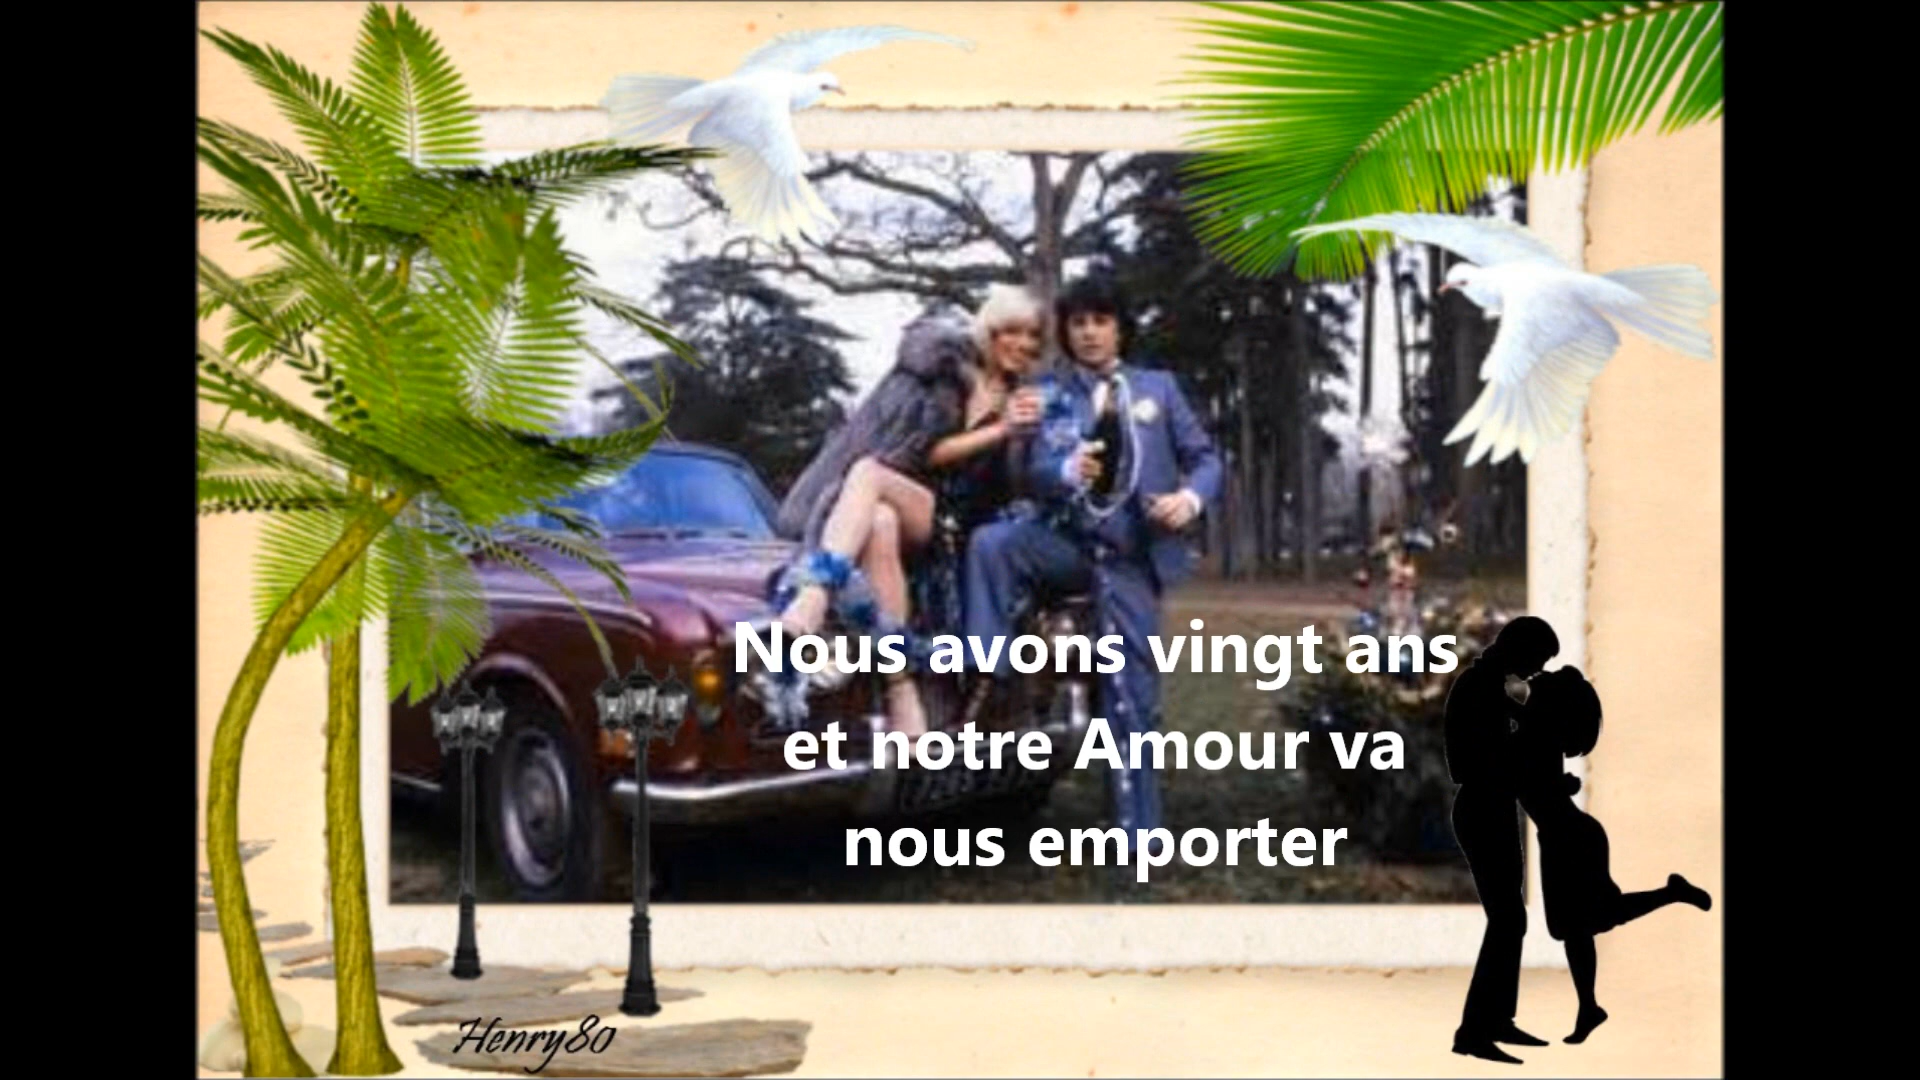 Nous avons vingt ans
et notre Amour va
nous emporter
Henry80